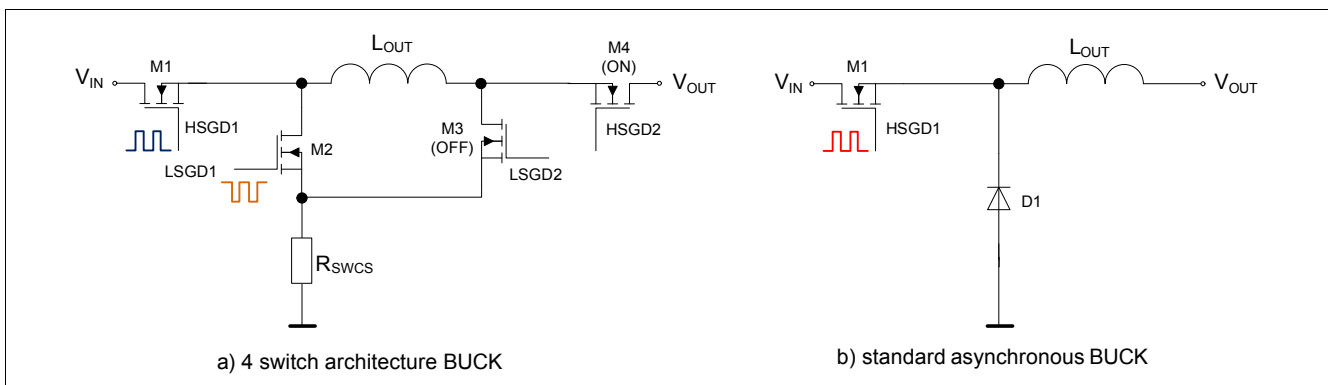 L_OUT
M4
(ON)
V_IN
M1
V_OUT
HSGD1
HSGD2
M3
(OFF)
M2
LSGD1
LSGD2
R_SWCS
a) 4 switch architecture BUCK
L_OUT
V_IN
M1
V_OUT
HSGD1
D1
b) standard asynchronous BUCK